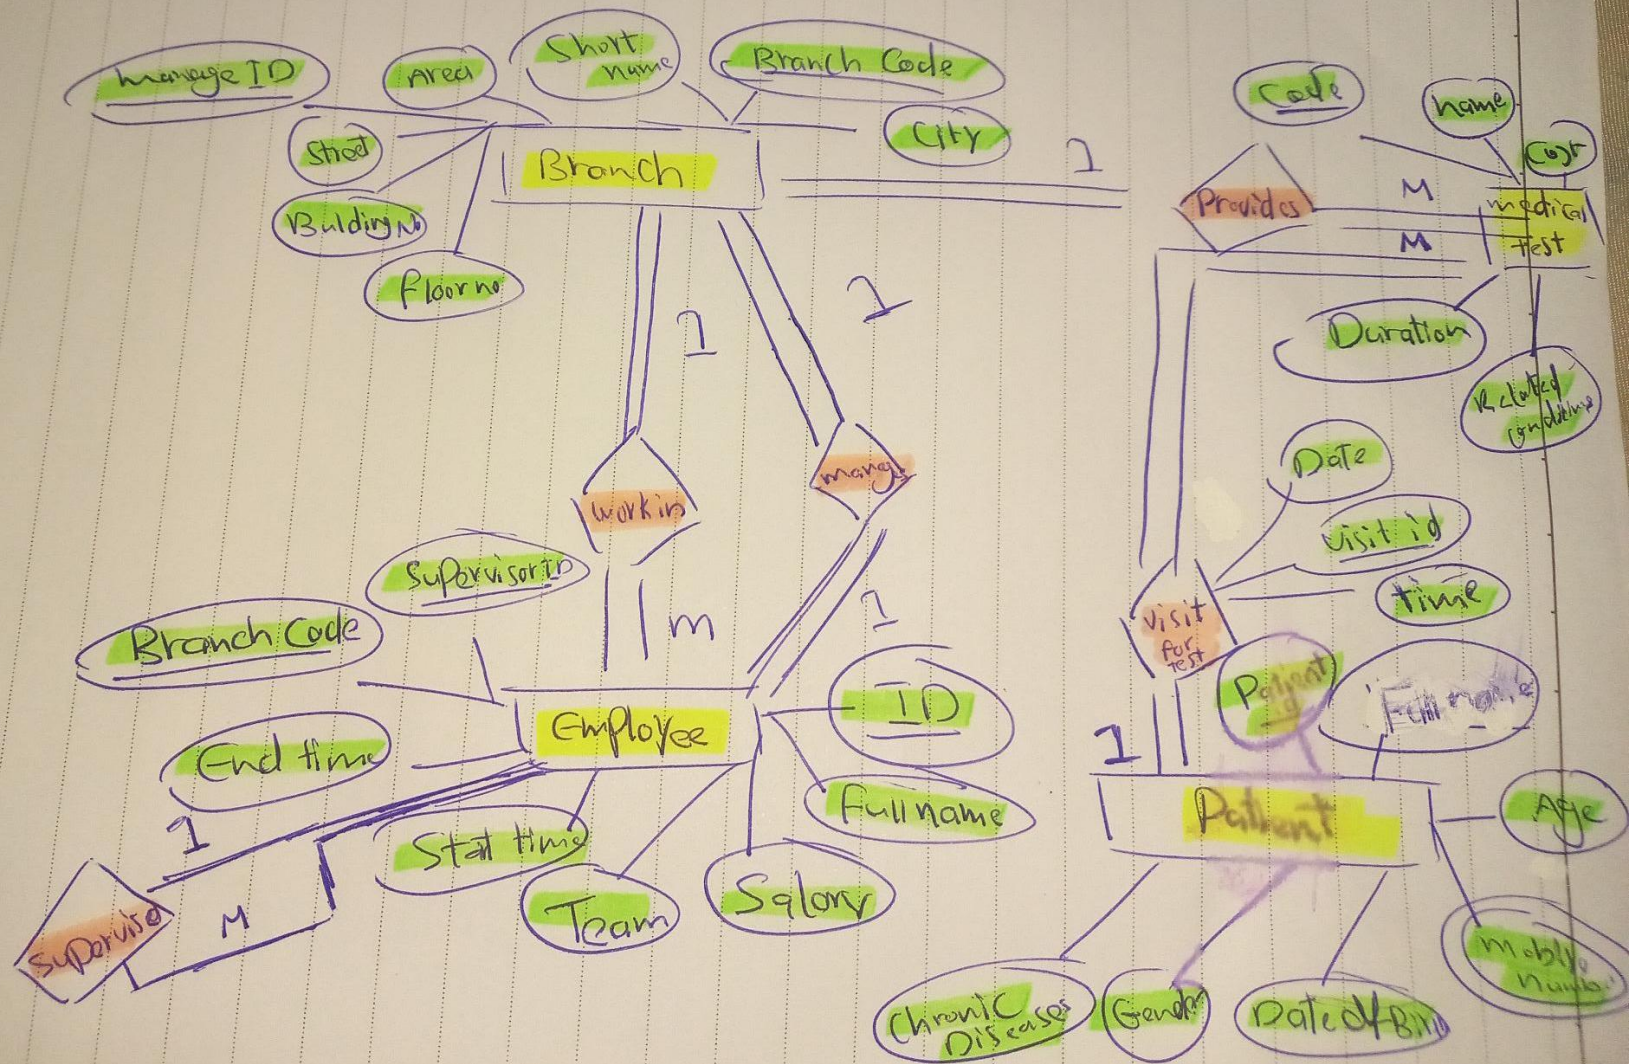 manage ID
Area
Short
name
Branch Code
City
Street
Bulding No
Floor no
Branch
1
Code
name
Cost
Provides
M
medical
test
M
Duration
Related
conditions
1
1
work in
manage
Date
visit id
time
visit
for
test
Supervisor ID
Branch Code
m
1
ID
Employee
End time
Full name
Start time
Team
Salary
1
M
Supervise
Patient
id
Full name
1
Patient
Age
Chronic
Diseases
Gender
Date of Birth
Mobile
Number